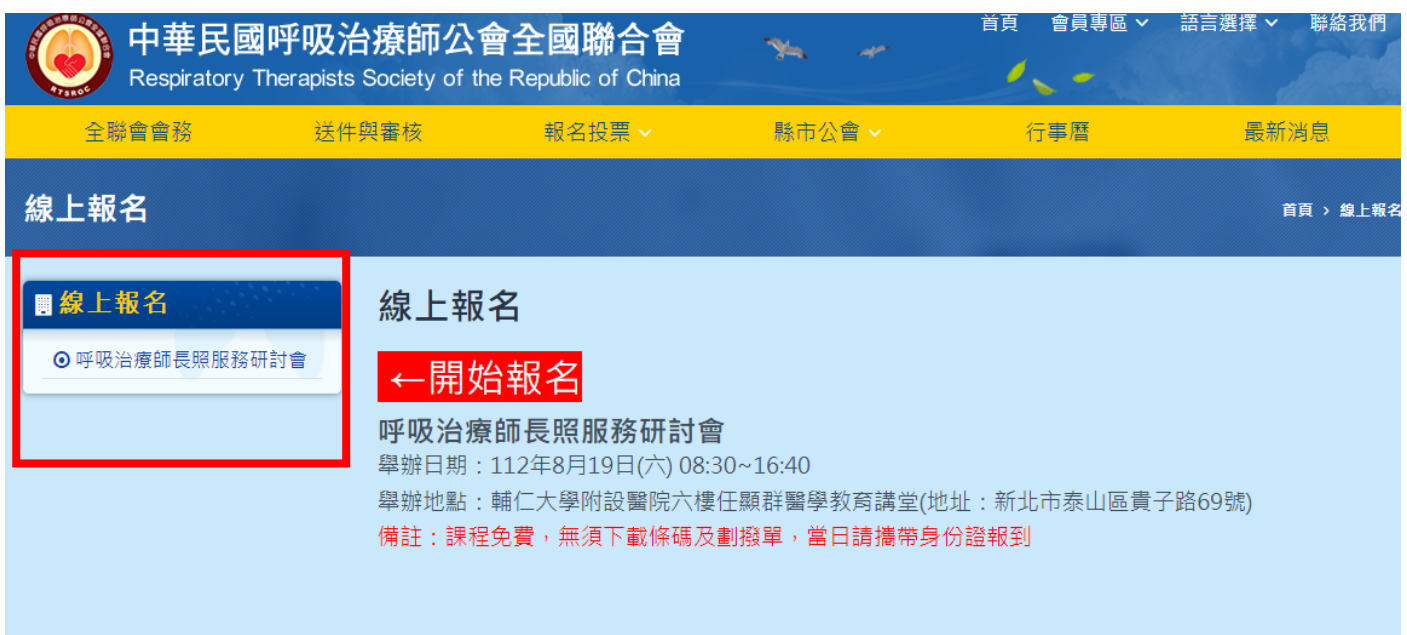 首頁 會員專區 語言選擇 聯絡我們
中華民國呼吸治療師公會全國聯合會
Respiratory Therapists Society of the Republic of China
RTSROC
全聯會會務 送件與審核 報名投票 縣市公會 行事曆 最新消息
線上報名
首頁 › 線上報名
線上報名
呼吸治療師長照服務研討會
線上報名
←開始報名
呼吸治療師長照服務研討會
舉辦日期：112年8月19日(六) 08:30~16:40
舉辦地點：輔仁大學附設醫院六樓任顯群醫學教育講堂(地址：新北市泰山區貴子路69號)
備註：課程免費，無須下載條碼及劃撥單，當日請攜帶身份證報到